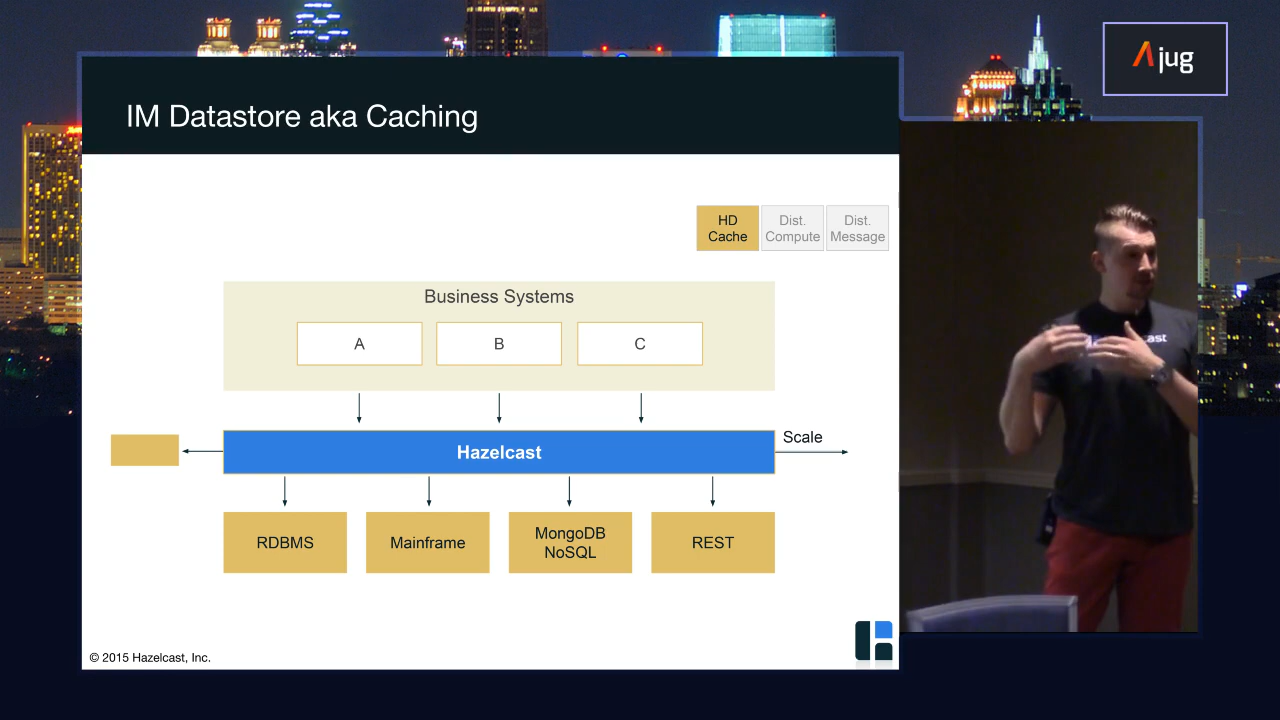 jug
IM Datastore aka Caching
HD
Cache
Dist.
Compute
Dist.
Message
Business Systems
A
B
C
Hazelcast
Scale
RDBMS
Mainframe
MongoDB
NoSQL
REST
© 2015 Hazelcast, Inc.